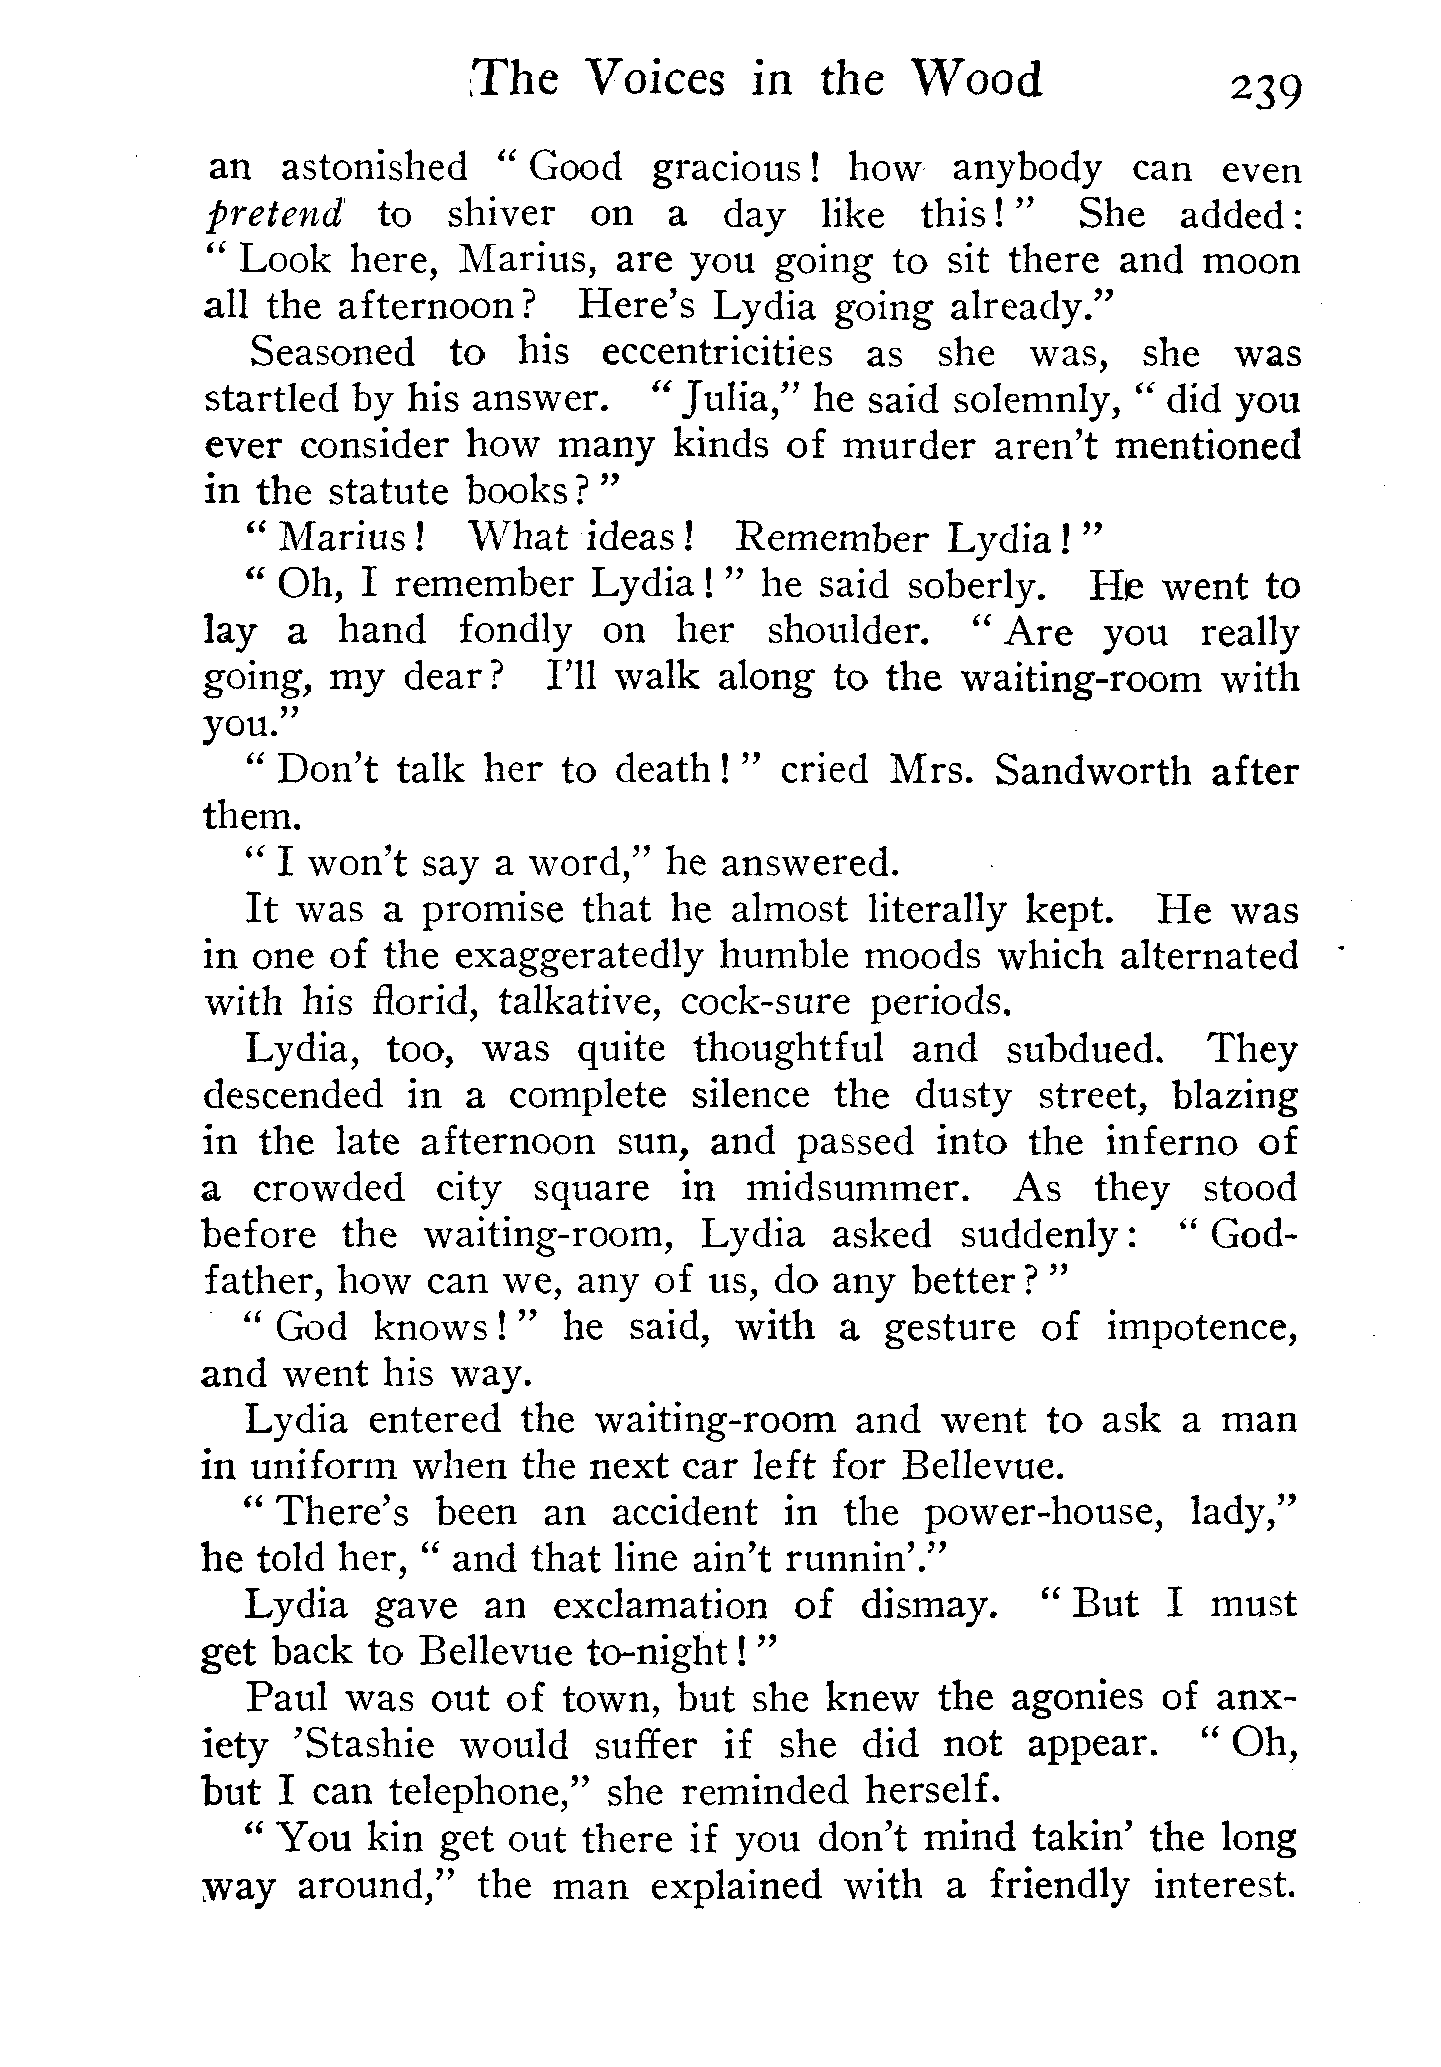 The Voices in the Wood 239
an astonished " Good gracious! how anybody can even
pretend to shiver on a day like this! " She added:
" Look here, Marius, are you going to sit there and moon
all the afternoon? Here's Lydia going already."
Seasoned to his eccentricities as she was, she was
startled by his answer. " Julia," he said solemnly, " did you
ever consider how many kinds of murder aren't mentioned
in the statute books? "
" Marius! What ideas! Remember Lydia! "
" Oh, I remember Lydia! " he said soberly. He went to
lay a hand fondly on her shoulder. " Are you really
going, my dear? I'll walk along to the waiting-room with
you."
" Don't talk her to death! " cried Mrs. Sandworth after
them.
" I won't say a word," he answered.
It was a promise that he almost literally kept. He was
in one of the exaggeratedly humble moods which alternated
with his florid, talkative, cock-sure periods.
Lydia, too, was quite thoughtful and subdued. They
descended in a complete silence the dusty street, blazing
in the late afternoon sun, and passed into the inferno of
a crowded city square in midsummer. As they stood
before the waiting-room, Lydia asked suddenly: " God-
father, how can we, any of us, do any better? "
" God knows! " he said, with a gesture of impotence,
and went his way.
Lydia entered the waiting-room and went to ask a man
in uniform when the next car left for Bellevue.
" There's been an accident in the power-house, lady,"
he told her, " and that line ain't runnin'."
Lydia gave an exclamation of dismay. " But I must
get back to Bellevue to-night! "
Paul was out of town, but she knew the agonies of anx-
iety 'Stashie would suffer if she did not appear. " Oh,
but I can telephone," she reminded herself.
" You kin get out there if you don't mind takin' the long
way around," the man explained with a friendly interest.